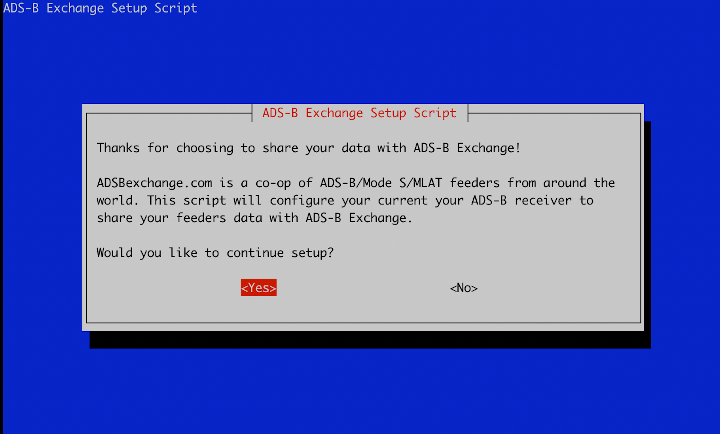 ADS-B Exchange Setup Script
ADS-B Exchange Setup Script
Thanks for choosing to share your data with ADS-B Exchange!
ADSBexchange.com is a co-op of ADS-B/Mode S/MLAT feeders from around the
world. This script will configure your current your ADS-B receiver to
share your feeders data with ADS-B Exchange.
Would you like to continue setup?
<Yes> <No>